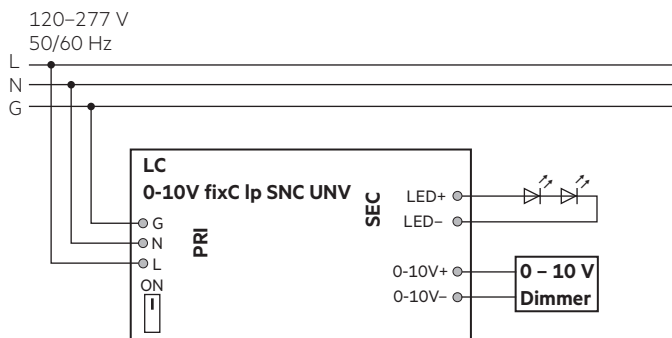 120–277 V
50/60 Hz
L
N
G
LC
0-10V fixC lp SNC UNV
PRI
SEC
G
N
L
ON
LED+
LED–
0-10V+
0-10V–
0 – 10 V
Dimmer